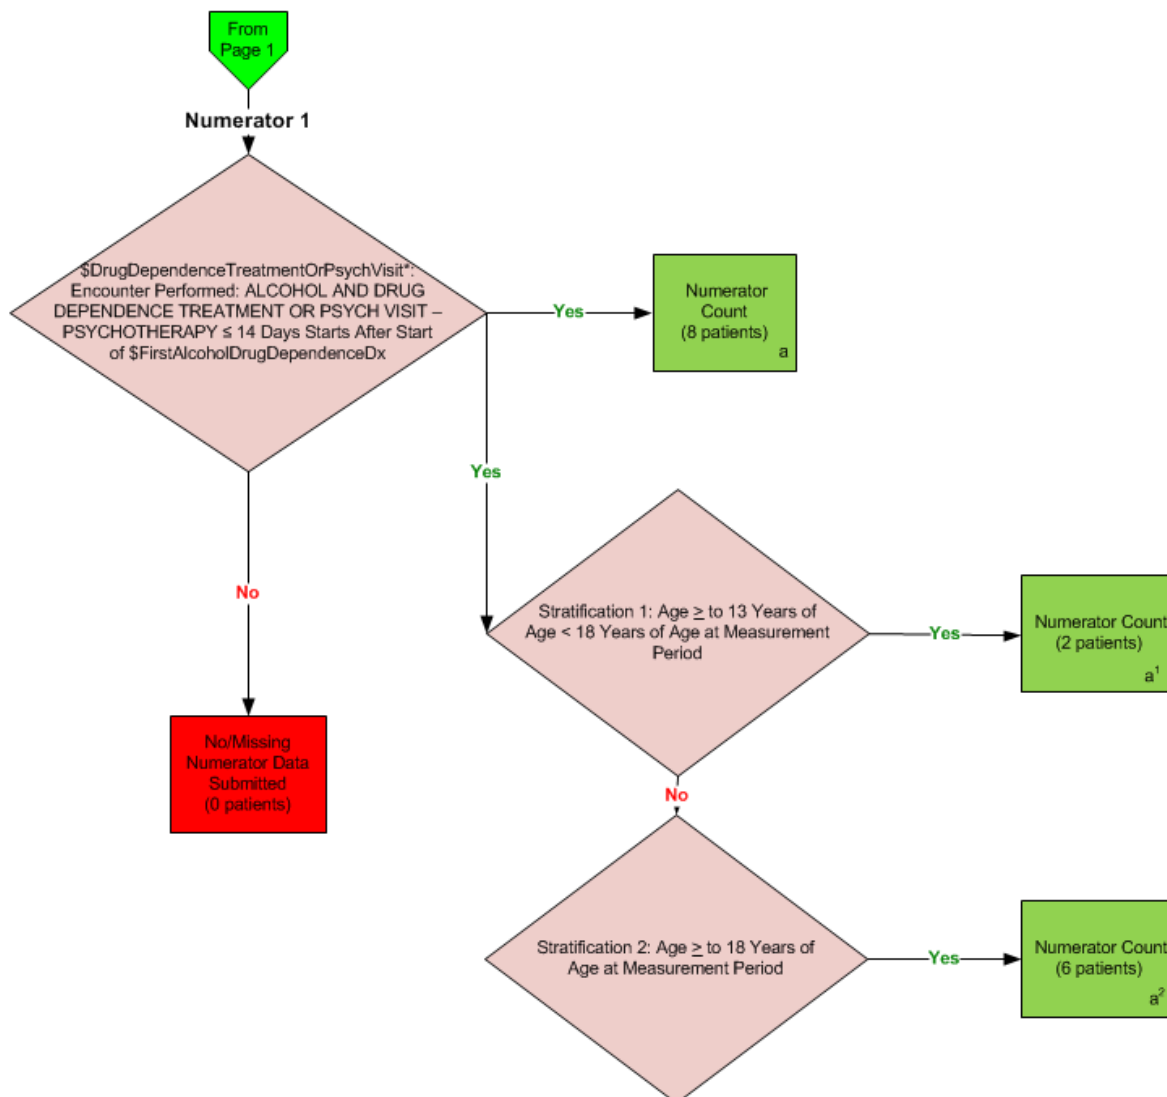 From
Page 1
Numerator 1
$DrugDependenceTreatmentOrPsychVisit*:
Encounter Performed: ALCOHOL AND DRUG
DEPENDENCE TREATMENT OR PSYCH VISIT –
PSYCHOTHERAPY ≤ 14 Days Starts After Start
of $FirstAlcoholDrugDependenceDx
Yes
Numerator
Count
(8 patients)
a
Yes
No
Stratification 1: Age ≥ to 13 Years of
Age < 18 Years of Age at Measurement
Period
Yes
Numerator Count
(2 patients)
a¹
No/Missing
Numerator Data
Submitted
(0 patients)
No
Stratification 2: Age ≥ to 18 Years of
Age at Measurement Period
Yes
Numerator Count
(6 patients)
a²